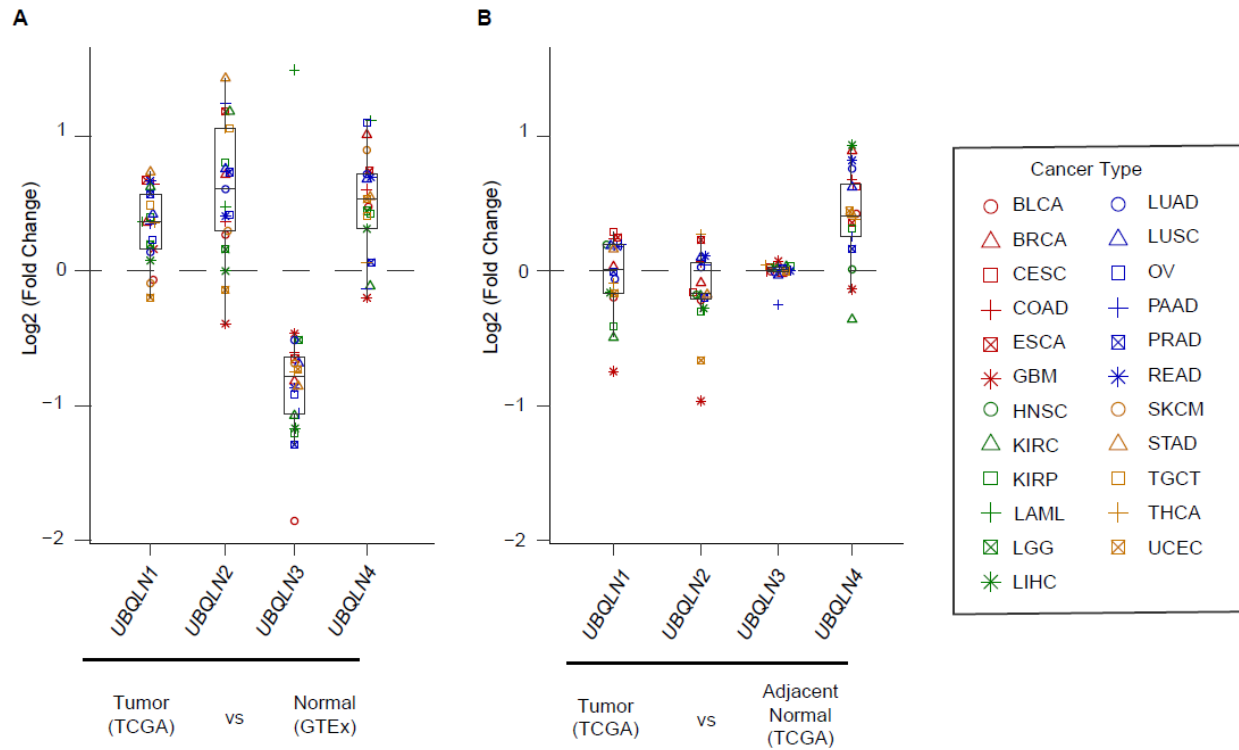 A
B
Log2 (Fold Change)
1
0
−1
−2
UBQLN1
UBQLN2
UBQLN3
UBQLN4
Tumor
(TCGA)
vs
Normal
(GTEx)
Log2 (Fold Change)
1
0
−1
−2
UBQLN1
UBQLN2
UBQLN3
UBQLN4
Tumor
(TCGA)
vs
Adjacent
Normal
(TCGA)
Cancer Type
BLCA
BRCA
CESC
COAD
ESCA
GBM
HNSC
KIRC
KIRP
LAML
LGG
LIHC
LUAD
LUSC
OV
PAAD
PRAD
READ
SKCM
STAD
TGCT
THCA
UCEC